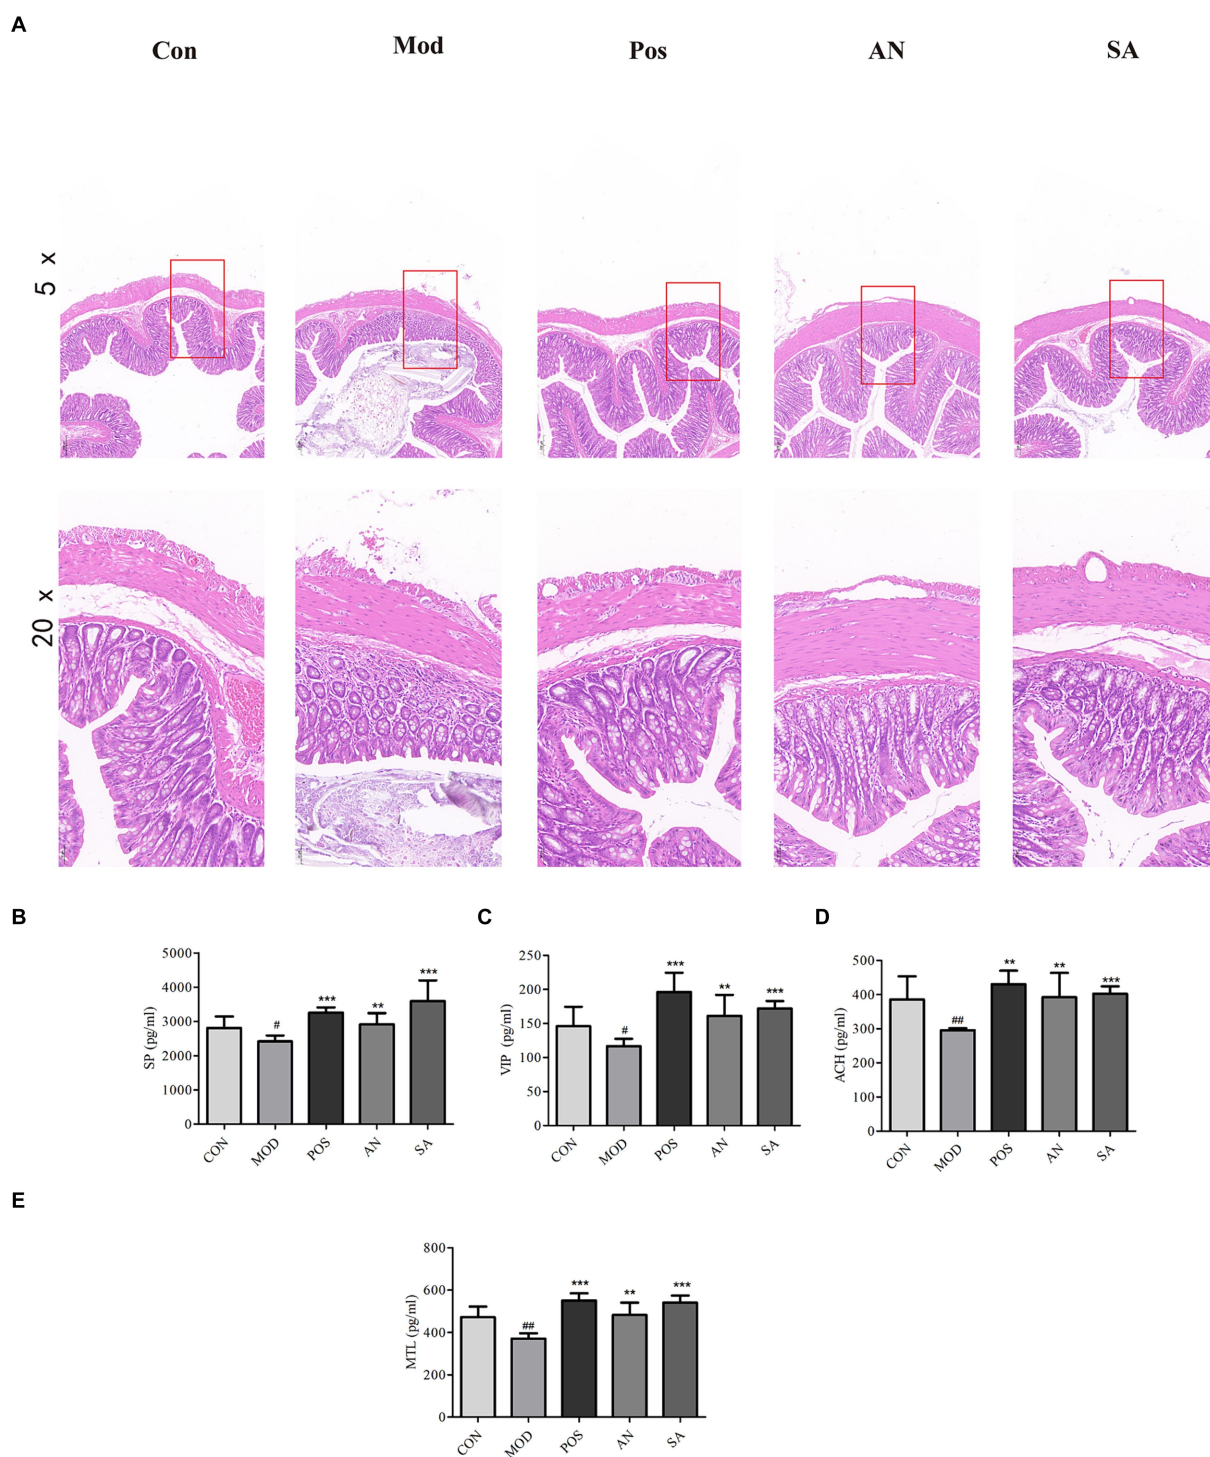 A
Con Mod Pos AN SA
5 x
20 x
B
5000
4000
3000
2000
1000
0
SP (pg/ml)
# *** ** ***
CON MOD POS AN SA
C
250
200
150
100
50
0
VIP (pg/ml)
# *** ** ***
CON MOD POS AN SA
D
500
400
300
200
100
0
ACH (pg/ml)
## ** ** ***
CON MOD POS AN SA
E
800
600
400
200
0
MTL (pg/ml)
## *** ** ***
CON MOD POS AN SA